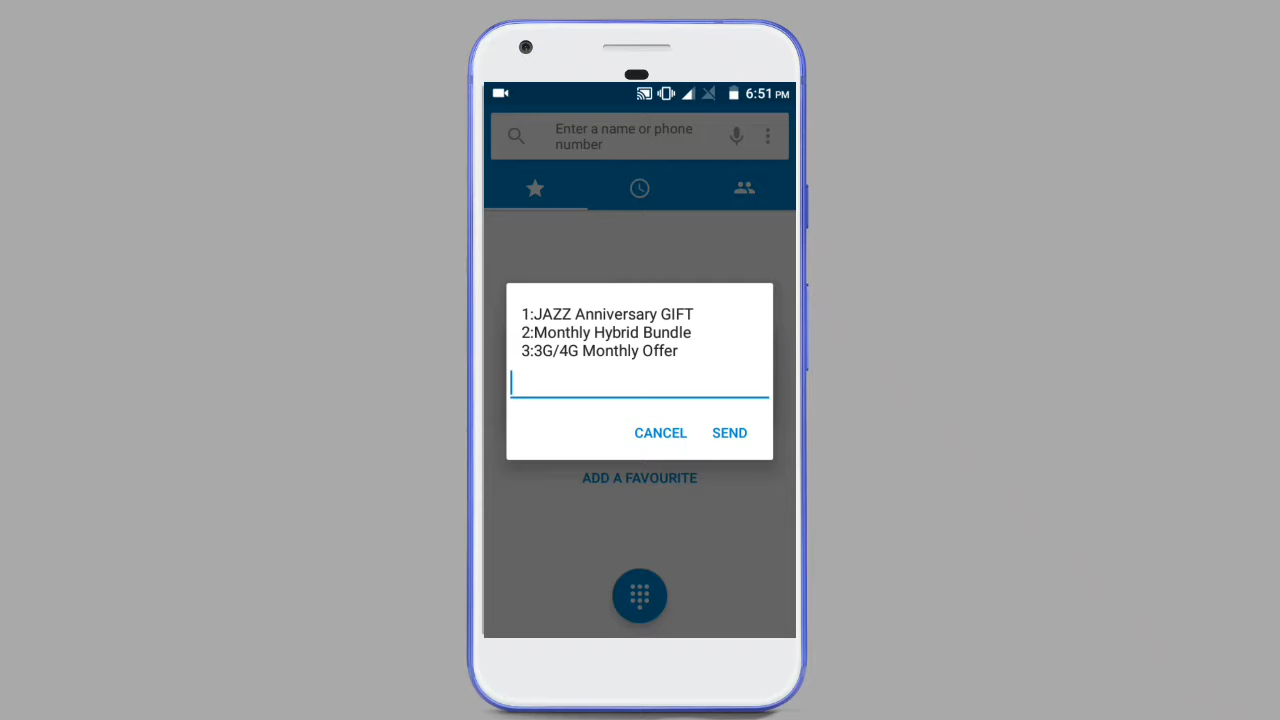 6:51 PM
Enter a name or phone
number
1:JAZZ Anniversary GIFT
2:Monthly Hybrid Bundle
3:3G/4G Monthly Offer
CANCEL SEND
ADD A FAVOURITE